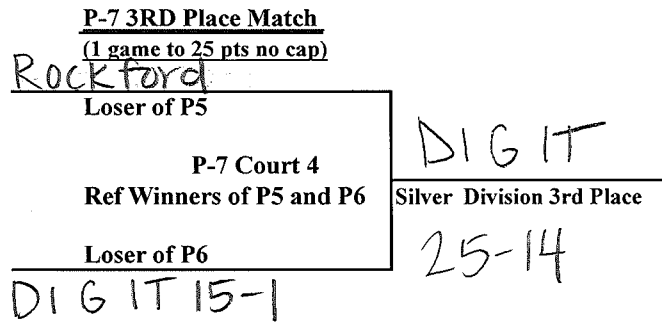 P-7 3RD Place Match
(1 game to 25 pts no cap)
Rockford
Loser of P5
DIGIT
P-7 Court 4
Ref Winners of P5 and P6
Silver Division 3rd Place
25-14
Loser of P6
DIGIT 15-1